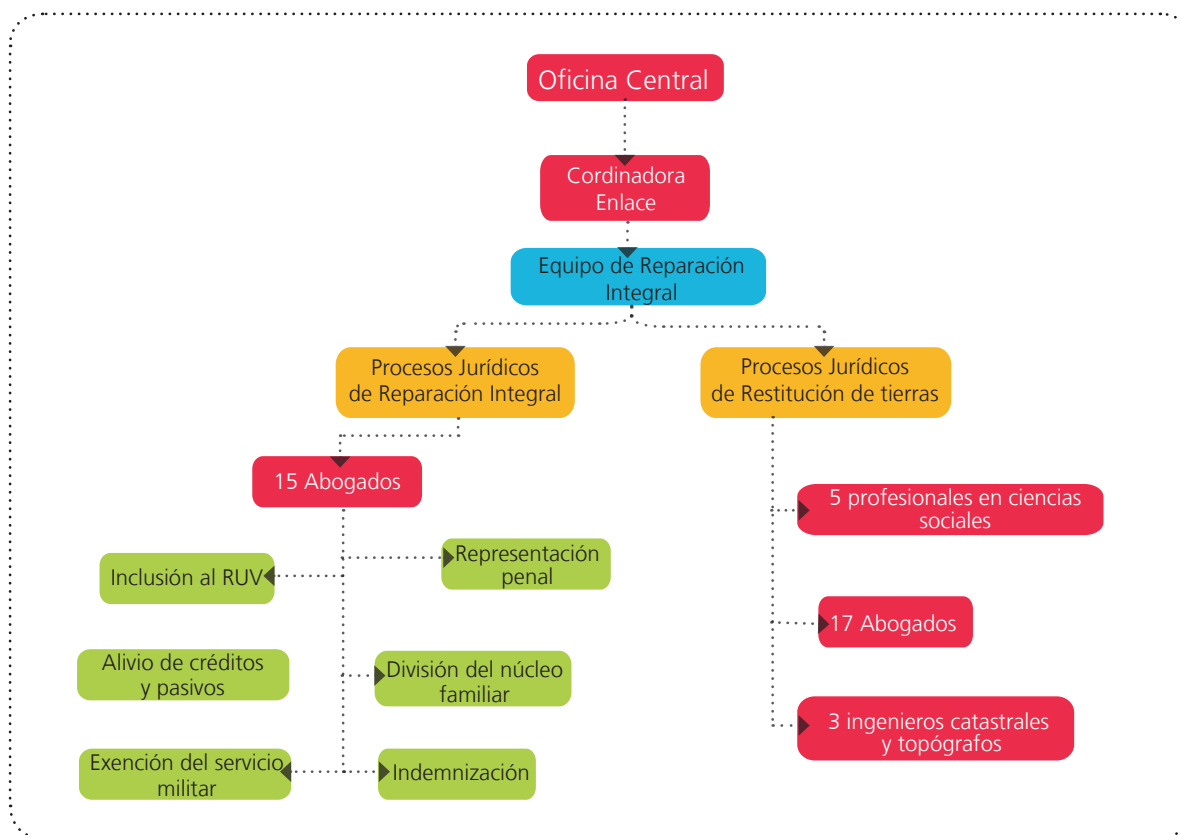 Oficina Central
Cordinadora
Enlace
Equipo de Reparación
Integral
Procesos Jurídicos
de Reparación Integral
Procesos Jurídicos
de Restitución de tierras
15 Abogados
Inclusión al RUV
Representación
penal
Alivio de créditos
y pasivos
División del núcleo
familiar
Exención del servicio
militar
Indemnización
5 profesionales en ciencias
sociales
17 Abogados
3 ingenieros catastrales
y topógrafos